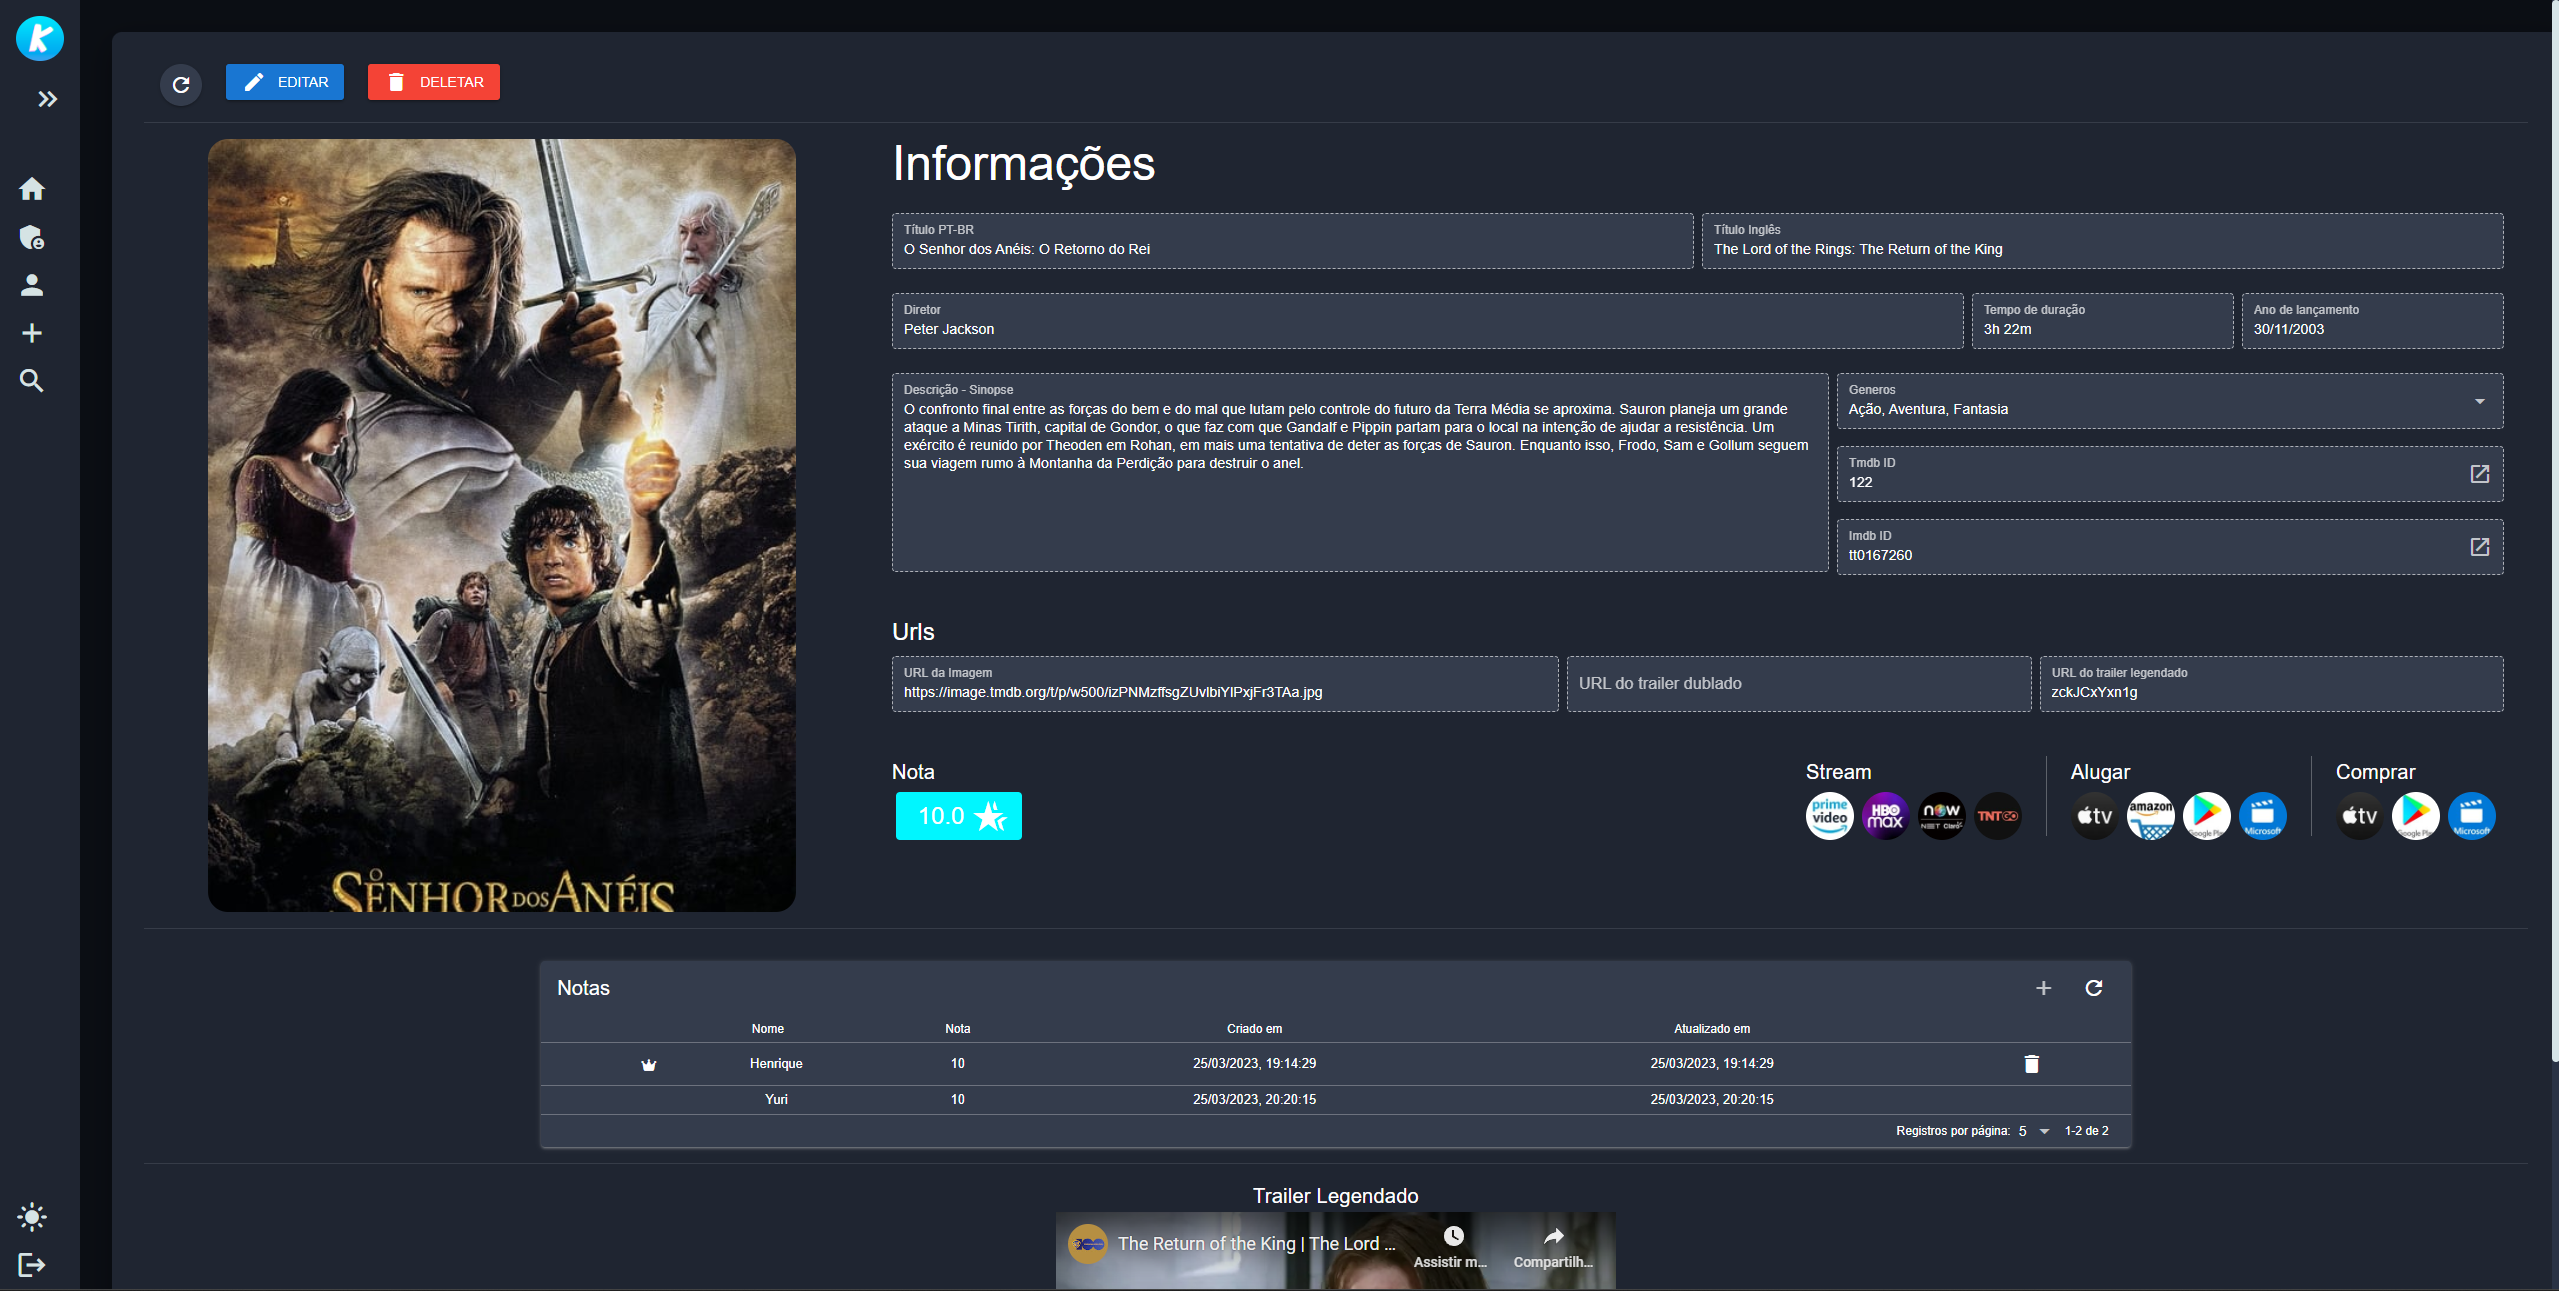 EDITAR
DELETAR
O SENHOR DOS ANÉIS
Informações
Título PT-BR
O Senhor dos Anéis: O Retorno do Rei
Título Inglês
The Lord of the Rings: The Return of the King
Diretor
Peter Jackson
Tempo de duração
3h 22m
Ano de lançamento
30/11/2003
Descrição - Sinopse
O confronto final entre as forças do bem e do mal que lutam pelo controle do futuro da Terra Média se aproxima. Sauron planeja um grande
ataque a Minas Tirith, capital de Gondor, o que faz com que Gandalf e Pippin partam para o local na intenção de ajudar a resistência. Um
exército é reunido por Theoden em Rohan, em mais uma tentativa de deter as forças de Sauron. Enquanto isso, Frodo, Sam e Gollum seguem
sua viagem rumo à Montanha da Perdição para destruir o anel.
Generos
Ação, Aventura, Fantasia
Tmdb ID
122
Imdb ID
tt0167260
Urls
URL da Imagem
https://image.tmdb.org/t/p/w500/izPNMzffsgZUvlbiYlPxjFr3TAa.jpg
URL do trailer dublado
URL do trailer legendado
zckJCxYxn1g
Nota
10.0
Stream
prime video
HBO max
NOW NET Claro
TNTGO
Alugar
tv
amazon
Google Pla
Microsoft
Comprar
tv
Google Pla
Microsoft
Notas
Nome Nota Criado em Atualizado em
Henrique 10 25/03/2023, 19:14:29 25/03/2023, 19:14:29
Yuri 10 25/03/2023, 20:20:15 25/03/2023, 20:20:15
Registros por página: 5 1-2 de 2
Trailer Legendado
The Return of the King | The Lord ...
Assistir m...
Compartilh...